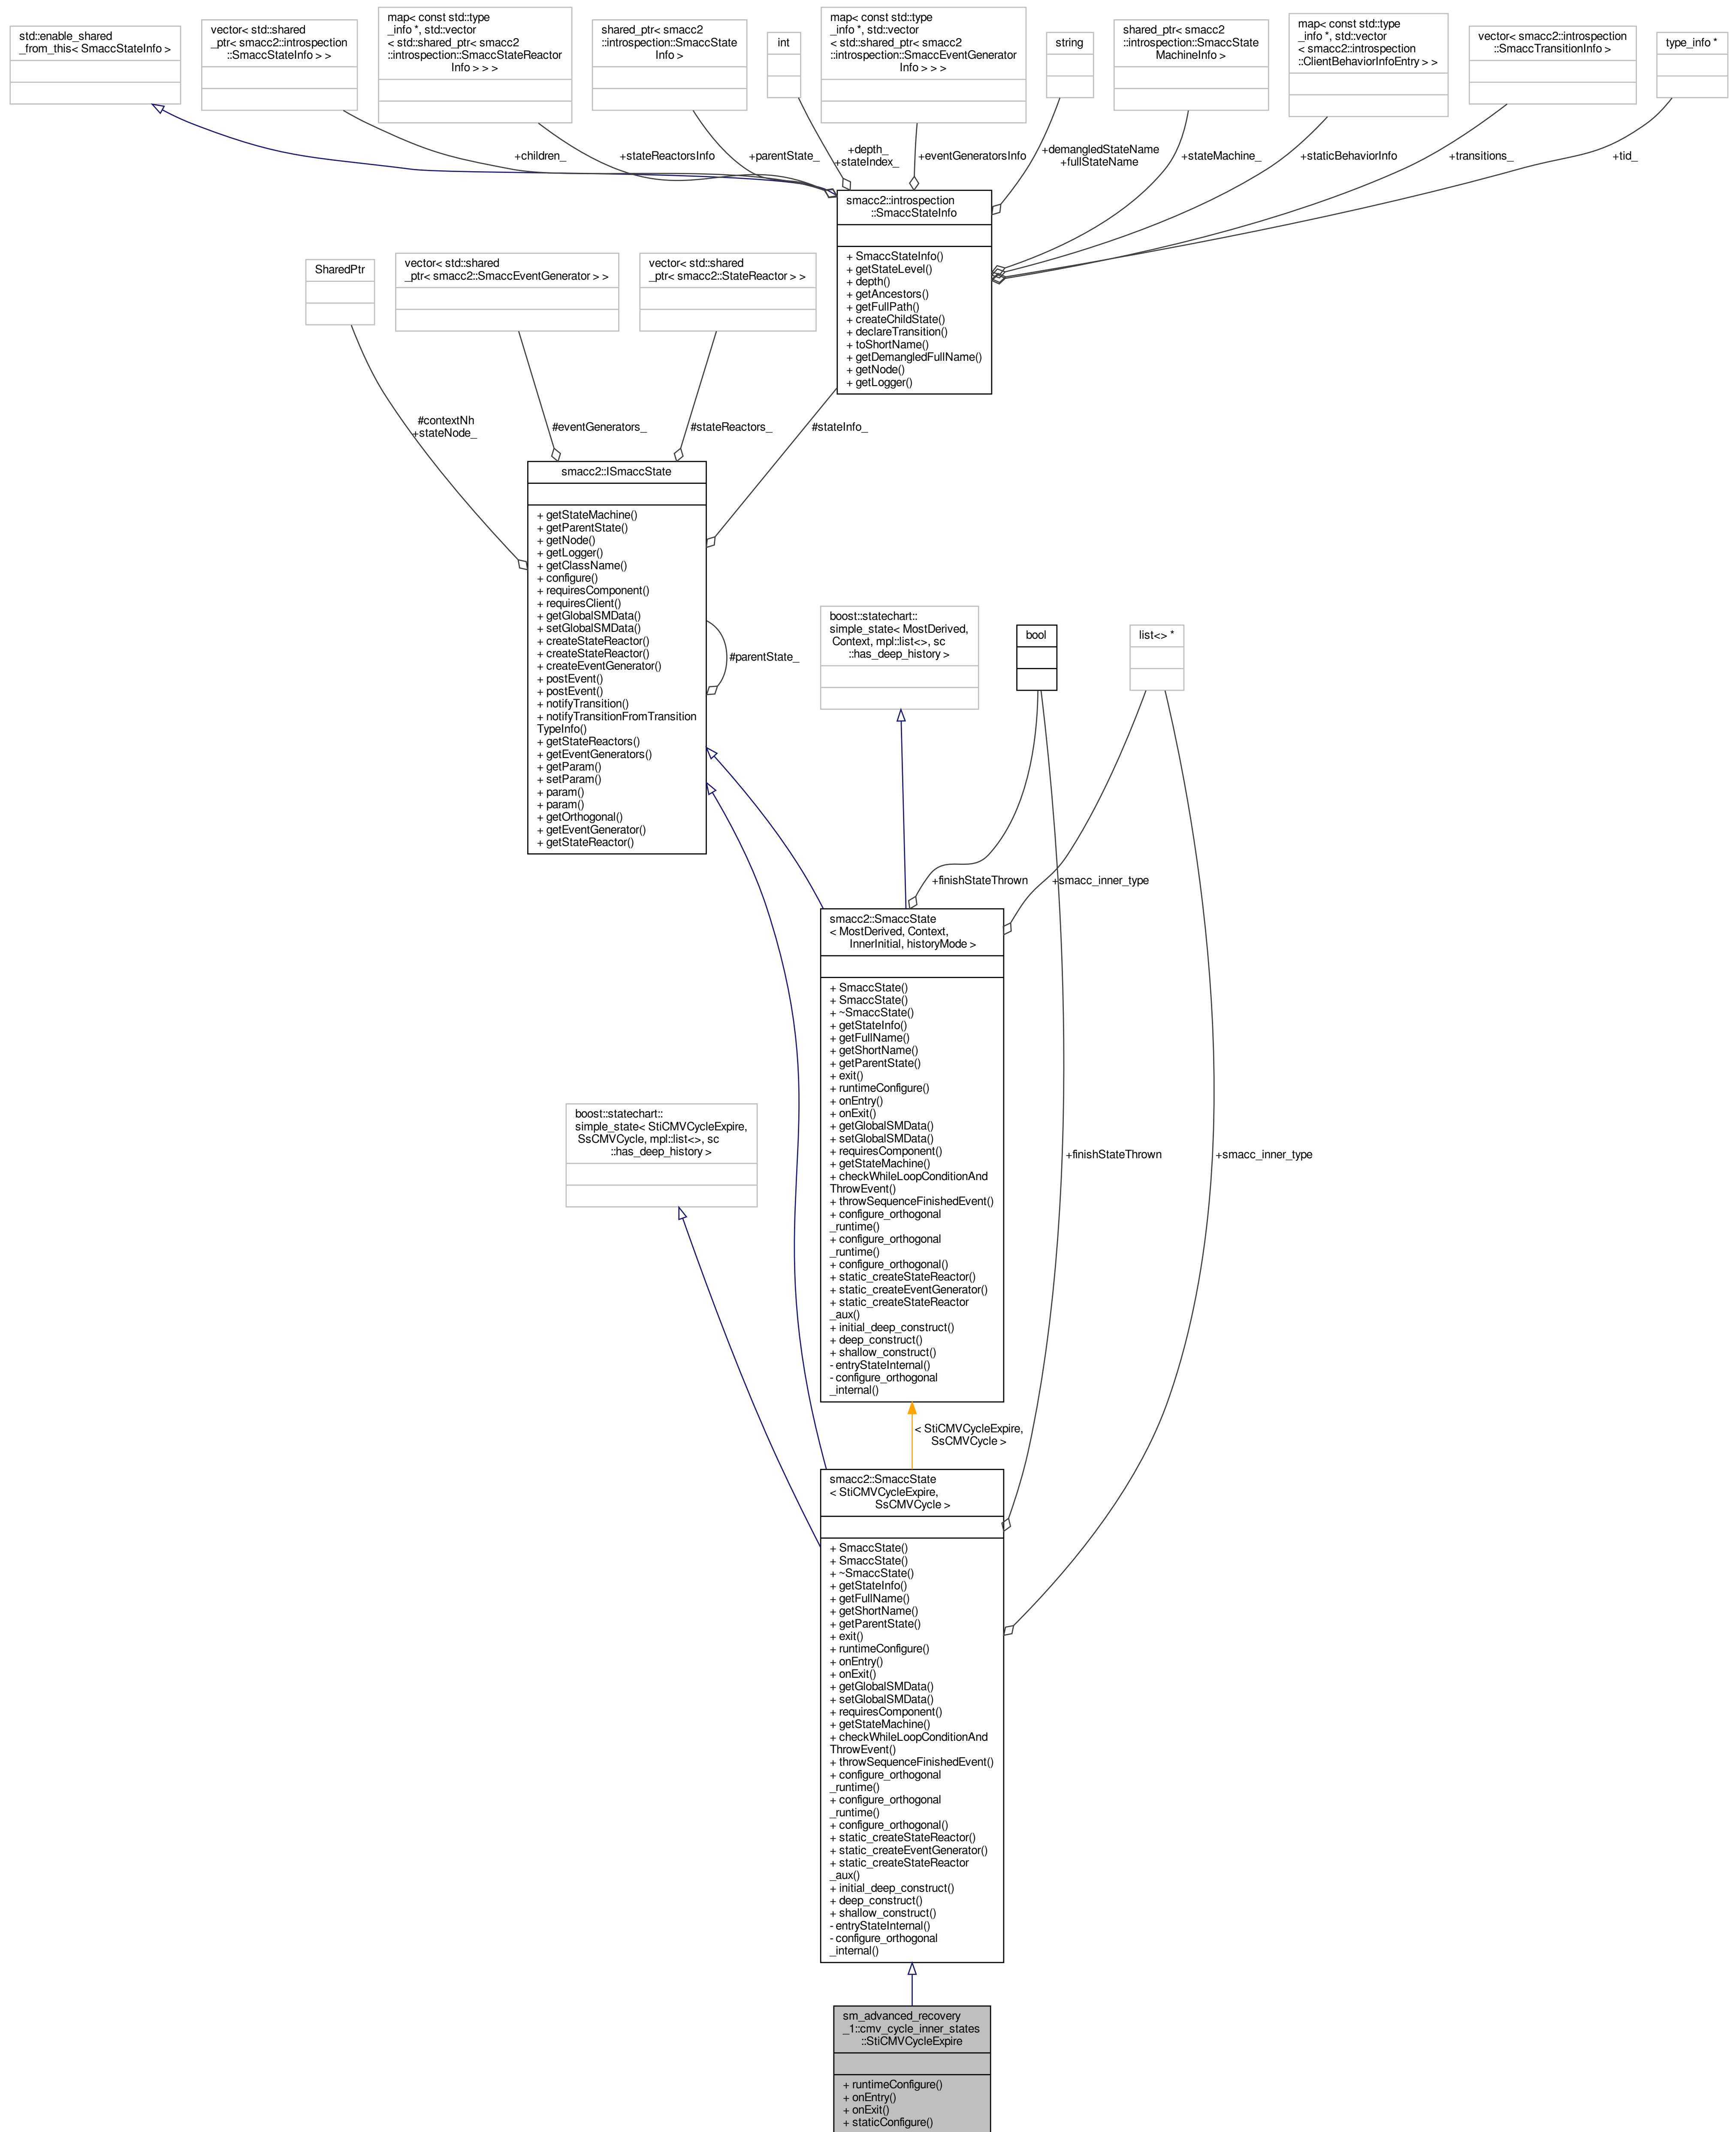 std::enable_shared
_from_this< SmaccStateInfo >
vector< std::shared
_ptr< smacc2::introspection
::SmaccStateInfo > >
map< const std::type
_info *, std::vector
< std::shared_ptr< smacc2
::introspection::SmaccStateReactor
Info > > >
shared_ptr< smacc2
::introspection::SmaccState
Info >
int
map< const std::type
_info *, std::vector
< std::shared_ptr< smacc2
::introspection::SmaccEventGenerator
Info > > >
string
shared_ptr< smacc2
::introspection::SmaccState
MachineInfo >
map< const std::type
_info *, std::vector
< smacc2::introspection
::ClientBehaviorInfoEntry > >
vector< smacc2::introspection
::SmaccTransitionInfo >
type_info *
+children_
+stateReactorsInfo
+parentState_
+depth_
+stateIndex_
+eventGeneratorsInfo
+demangledStateName
+fullStateName
+stateMachine_
+staticBehaviorInfo
+transitions_
+tid_
smacc2::introspection
::SmaccStateInfo
+ SmaccStateInfo()
+ getStateLevel()
+ depth()
+ getAncestors()
+ getFullPath()
+ createChildState()
+ declareTransition()
+ toShortName()
+ getDemangledFullName()
+ getNode()
+ getLogger()
SharedPtr
vector< std::shared
_ptr< smacc2::SmaccEventGenerator > >
vector< std::shared
_ptr< smacc2::StateReactor > >
#contextNh
+stateNode_
#eventGenerators_
#stateReactors_
#stateInfo_
smacc2::ISmaccState
+ getStateMachine()
+ getParentState()
+ getNode()
+ getLogger()
+ getClassName()
+ configure()
+ requiresComponent()
+ requiresClient()
+ getGlobalSMData()
+ setGlobalSMData()
+ createStateReactor()
+ createStateReactor()
+ createEventGenerator()
+ postEvent()
+ postEvent()
+ notifyTransition()
+ notifyTransitionFromTransition
TypeInfo()
+ getStateReactors()
+ getEventGenerators()
+ getParam()
+ setParam()
+ param()
+ param()
+ getOrthogonal()
+ getEventGenerator()
+ getStateReactor()
#parentState_
boost::statechart::
simple_state< MostDerived,
Context, mpl::list<>, sc
::has_deep_history >
bool
list<> *
+finishStateThrown
+smacc_inner_type
smacc2::SmaccState
< MostDerived, Context,
InnerInitial, historyMode >
+ SmaccState()
+ SmaccState()
+ ~SmaccState()
+ getStateInfo()
+ getFullName()
+ getShortName()
+ getParentState()
+ exit()
+ runtimeConfigure()
+ onEntry()
+ onExit()
+ getGlobalSMData()
+ setGlobalSMData()
+ requiresComponent()
+ getStateMachine()
+ checkWhileLoopConditionAnd
ThrowEvent()
+ throwSequenceFinishedEvent()
+ configure_orthogonal
_runtime()
+ configure_orthogonal
_runtime()
+ configure_orthogonal()
+ static_createStateReactor()
+ static_createEventGenerator()
+ static_createStateReactor
_aux()
+ initial_deep_construct()
+ deep_construct()
+ shallow_construct()
- entryStateInternal()
- configure_orthogonal
_internal()
boost::statechart::
simple_state< StiCMVCycleExpire,
SsCMVCycle, mpl::list<>, sc
::has_deep_history >
+finishStateThrown
+smacc_inner_type
< StiCMVCycleExpire,
SsCMVCycle >
smacc2::SmaccState
< StiCMVCycleExpire,
SsCMVCycle >
+ SmaccState()
+ SmaccState()
+ ~SmaccState()
+ getStateInfo()
+ getFullName()
+ getShortName()
+ getParentState()
+ exit()
+ runtimeConfigure()
+ onEntry()
+ onExit()
+ getGlobalSMData()
+ setGlobalSMData()
+ requiresComponent()
+ getStateMachine()
+ checkWhileLoopConditionAnd
ThrowEvent()
+ throwSequenceFinishedEvent()
+ configure_orthogonal
_runtime()
+ configure_orthogonal
_runtime()
+ configure_orthogonal()
+ static_createStateReactor()
+ static_createEventGenerator()
+ static_createStateReactor
_aux()
+ initial_deep_construct()
+ deep_construct()
+ shallow_construct()
- entryStateInternal()
- configure_orthogonal
_internal()
sm_advanced_recovery
_1::cmv_cycle_inner_states
::StiCMVCycleExpire
+ runtimeConfigure()
+ onEntry()
+ onExit()
+ staticConfigure()